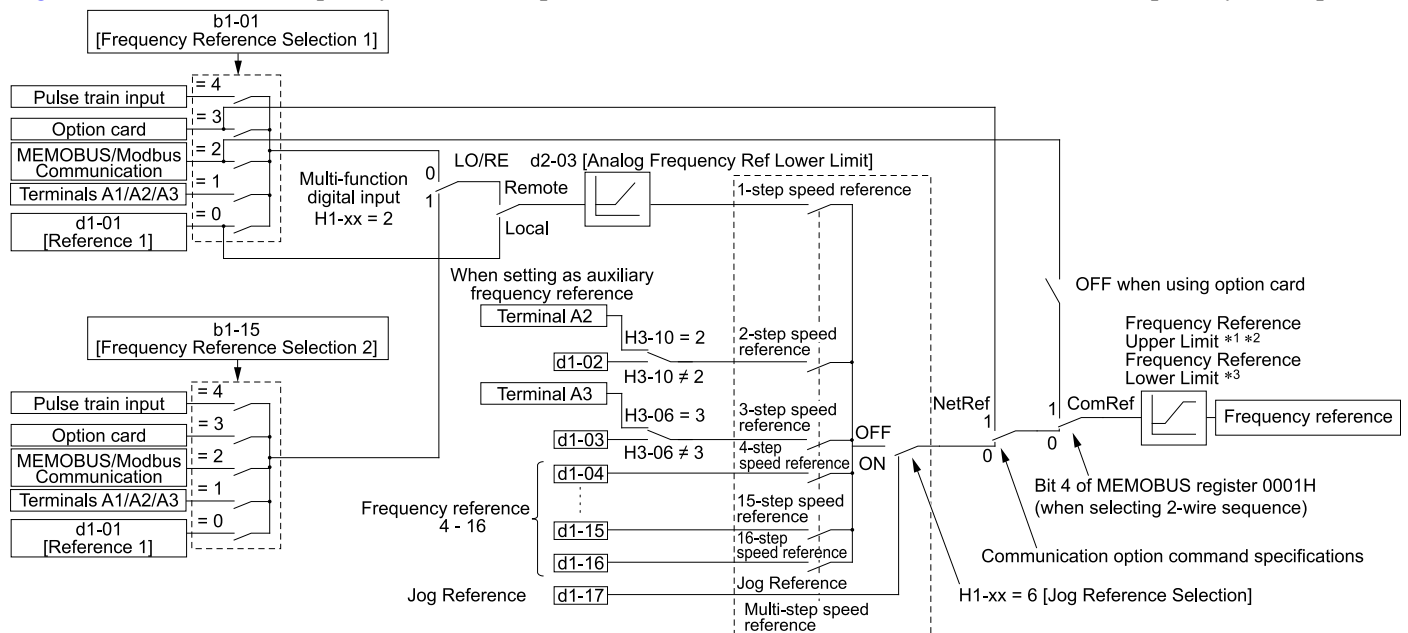 b1-01
[Frequency Reference Selection 1]
= 4
Pulse train input
= 3
Option card
= 2
MEMOBUS/Modbus
Communication
= 1
Terminals A1/A2/A3
= 0
d1-01
[Reference 1]
Multi-function
digital input
H1-xx = 2
0
1
LO/RE
Remote
Local
d2-03 [Analog Frequency Ref Lower Limit]
1-step speed reference
When setting as auxiliary
frequency reference
Terminal A2
H3-10 = 2
d1-02
H3-10 ≠ 2
2-step speed
reference
Terminal A3
H3-06 = 3
d1-03
H3-06 ≠ 3
3-step speed
reference
4-step
speed reference
d1-04
Frequency reference
4 - 16
d1-15
15-step speed
reference
16-step
speed reference
d1-16
Jog Reference
Jog Reference
d1-17
Multi-step speed
reference
b1-15
[Frequency Reference Selection 2]
= 4
Pulse train input
= 3
Option card
= 2
MEMOBUS/Modbus
Communication
= 1
Terminals A1/A2/A3
= 0
d1-01
[Reference 1]
OFF
ON
NetRef
1
0
OFF when using option card
1
0
ComRef
Frequency Reference
Upper Limit *1 *2
Frequency Reference
Lower Limit *3
Frequency reference
Bit 4 of MEMOBUS register 0001H
(when selecting 2-wire sequence)
Communication option command specifications
H1-xx = 6 [Jog Reference Selection]